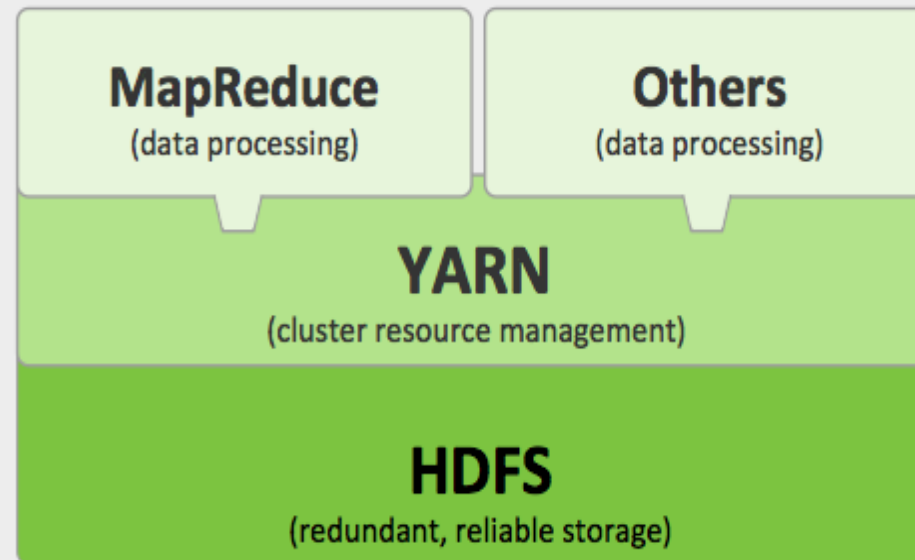 MapReduce
(data processing)
Others
(data processing)
YARN
(cluster resource management)
HDFS
(redundant, reliable storage)